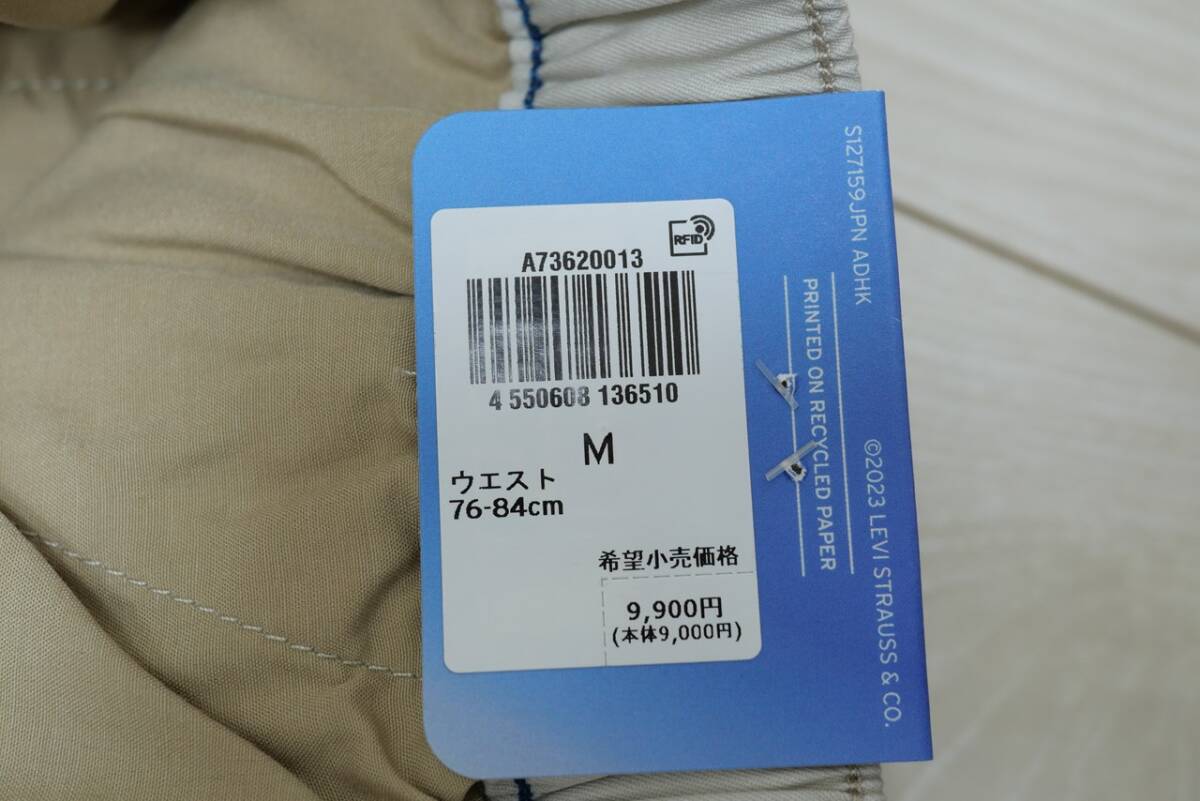 RFID
A73620013
4 550608 136510
M
ウエスト
76-84cm
希望小売価格
9,900円
(本体9,000円)
S127159JPN ADHK
PRINTED ON RECYCLED PAPER
©2023 LEVI STRAUSS & CO.